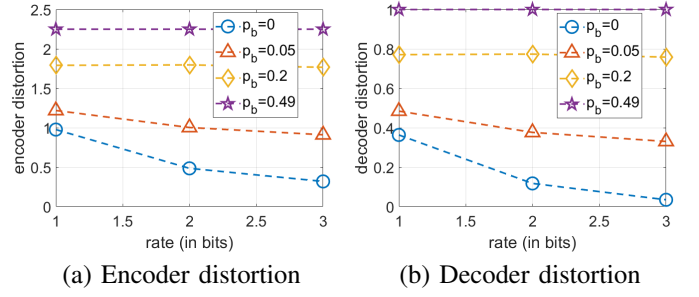 2.5
2
1.5
1
0.5
0
1
1.5
2
2.5
3
encoder distortion
rate (in bits)
p_b=0
p_b=0.05
p_b=0.2
p_b=0.49
(a) Encoder distortion
1
0.8
0.6
0.4
0.2
0
1
1.5
2
2.5
3
decoder distortion
rate (in bits)
p_b=0
p_b=0.05
p_b=0.2
p_b=0.49
(b) Decoder distortion